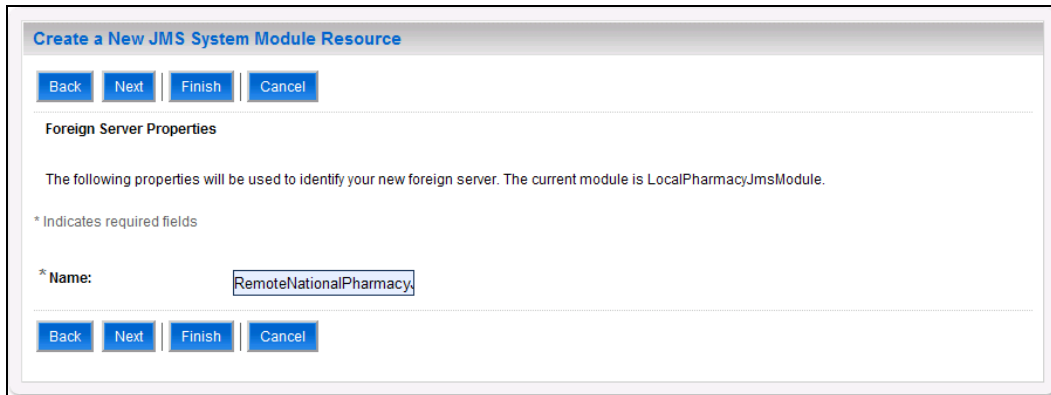 Create a New JMS System Module Resource
Back Next Finish Cancel
Foreign Server Properties
The following properties will be used to identify your new foreign server. The current module is LocalPharmacyJmsModule.
* Indicates required fields
* Name: RemoteNationalPharmacy
Back Next Finish Cancel